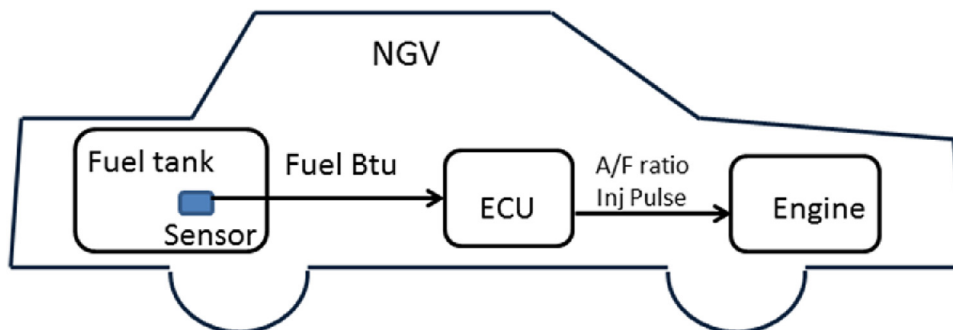 NGV
Fuel tank
Sensor
Fuel Btu
ECU
A/F ratio
Inj Pulse
Engine